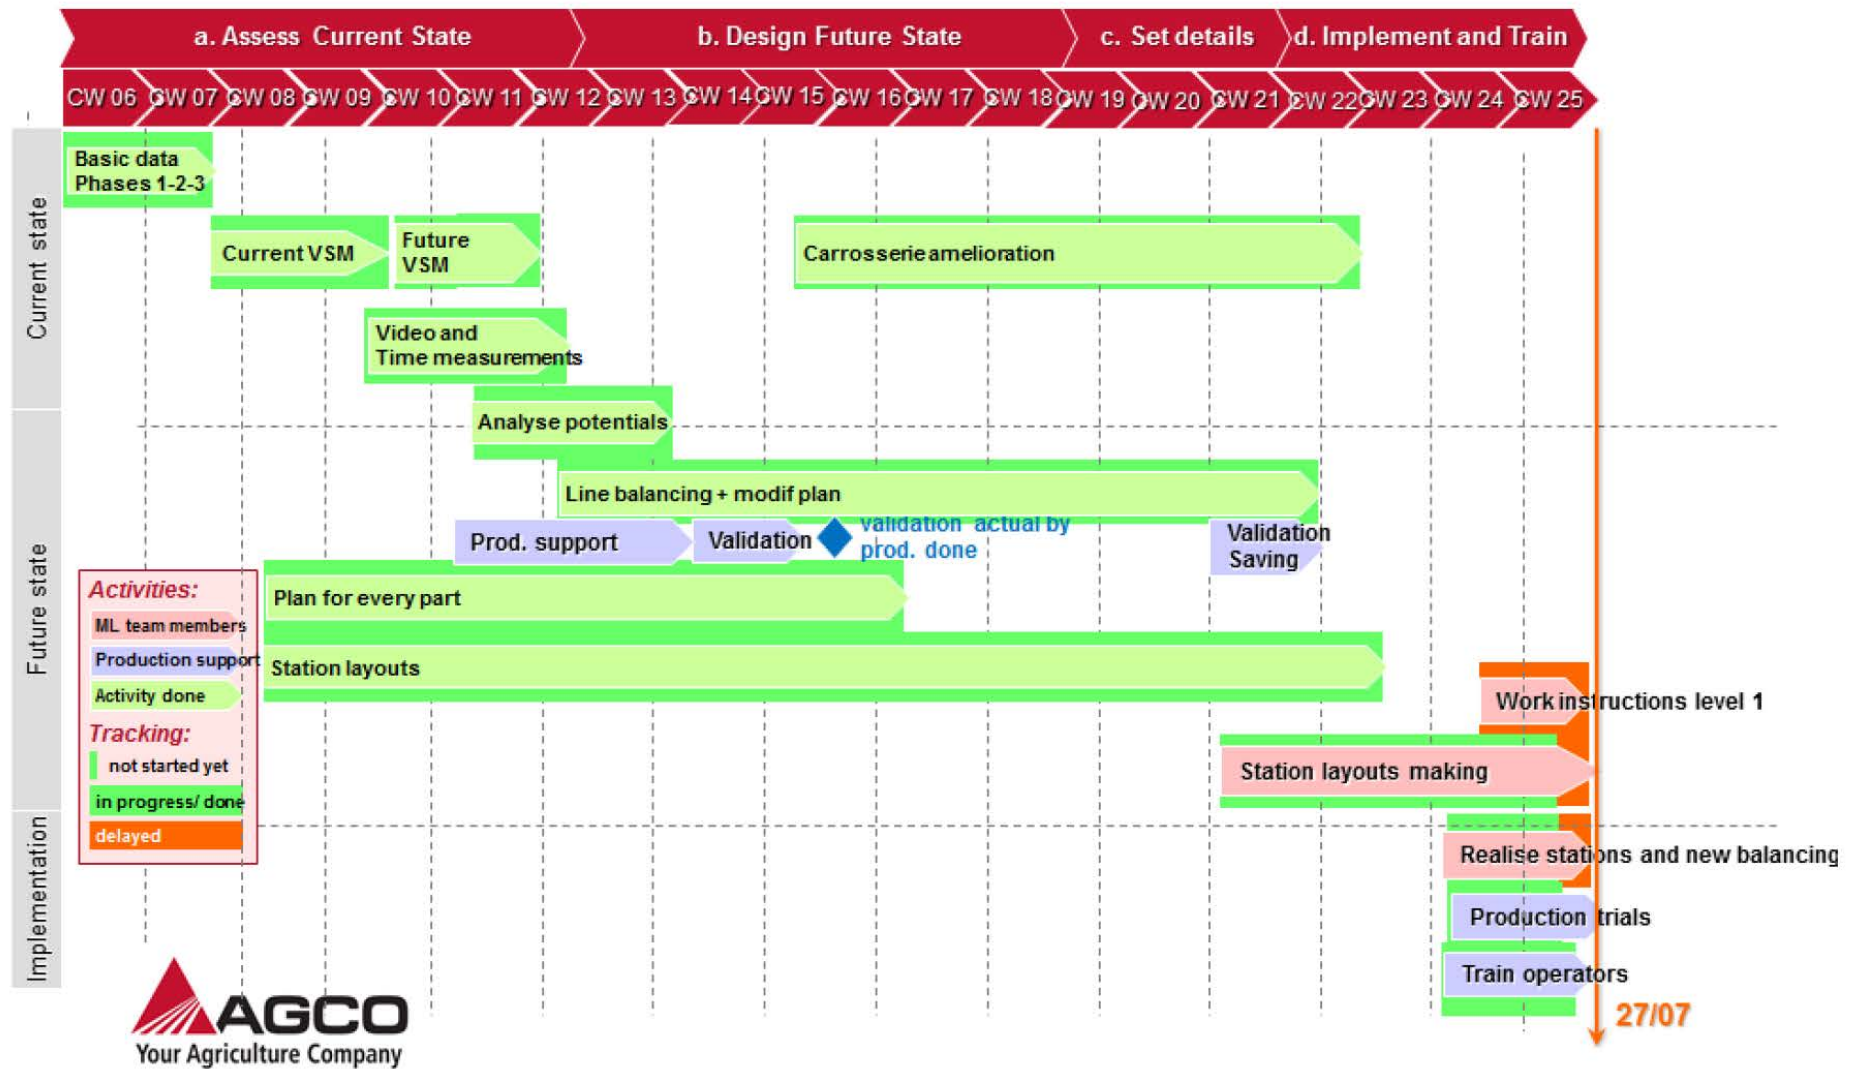 a. Assess Current State
b. Design Future State
c. Set details
d. Implement and Train
CW 06
CW 07
CW 08
CW 09
CW 10
CW 11
CW 12
CW 13
CW 14
CW 15
CW 16
CW 17
CW 18
CW 19
CW 20
CW 21
CW 22
CW 23
CW 24
CW 25
Current state
Basic data
Phases 1-2-3
Current VSM
Future
VSM
Carrosserie amelioration
Video and
Time measurements
Future state
Analyse potentials
Line balancing + modif plan
Prod. support
Validation
validation actual by
prod. done
Validation
Saving
Plan for every part
Station layouts
Work instructions level 1
Station layouts making
Activities:
ML team members
Production support
Activity done
Tracking:
not started yet
in progress/ done
delayed
Implementation
Realise stations and new balancing
Production trials
Train operators
27/07
AGCO
Your Agriculture Company